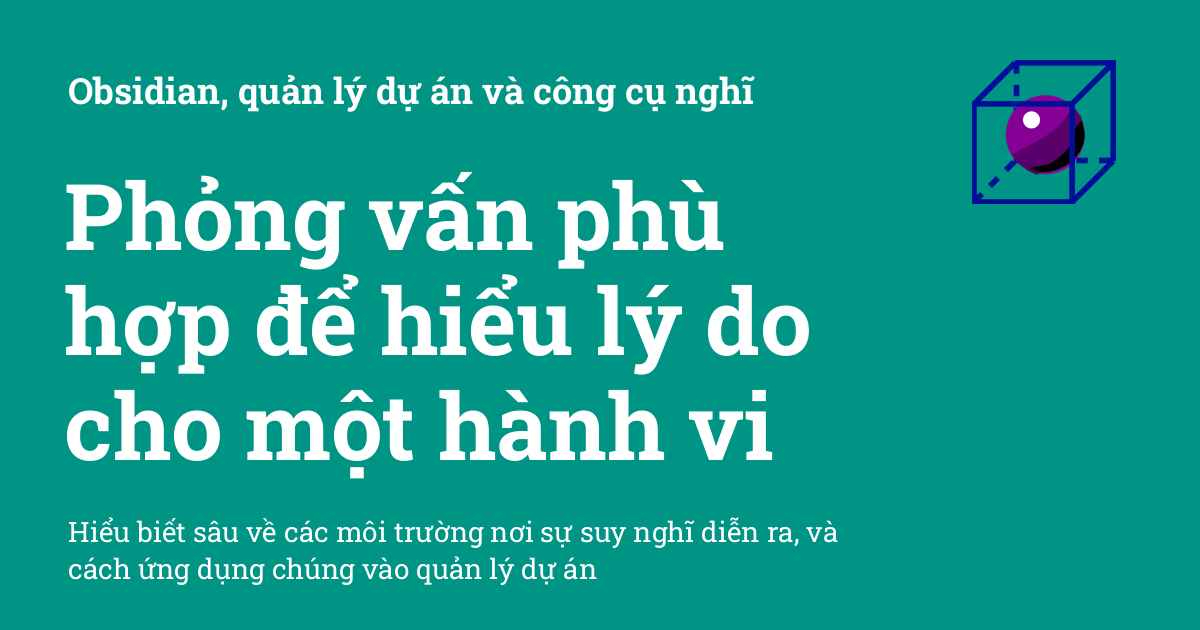 Obsidian, quản lý dự án và công cụ nghĩ
Phỏng vấn phù
hợp để hiểu lý do
cho một hành vi
Hiểu biết sâu về các môi trường nơi sự suy nghĩ diễn ra, và
cách ứng dụng chúng vào quản lý dự án